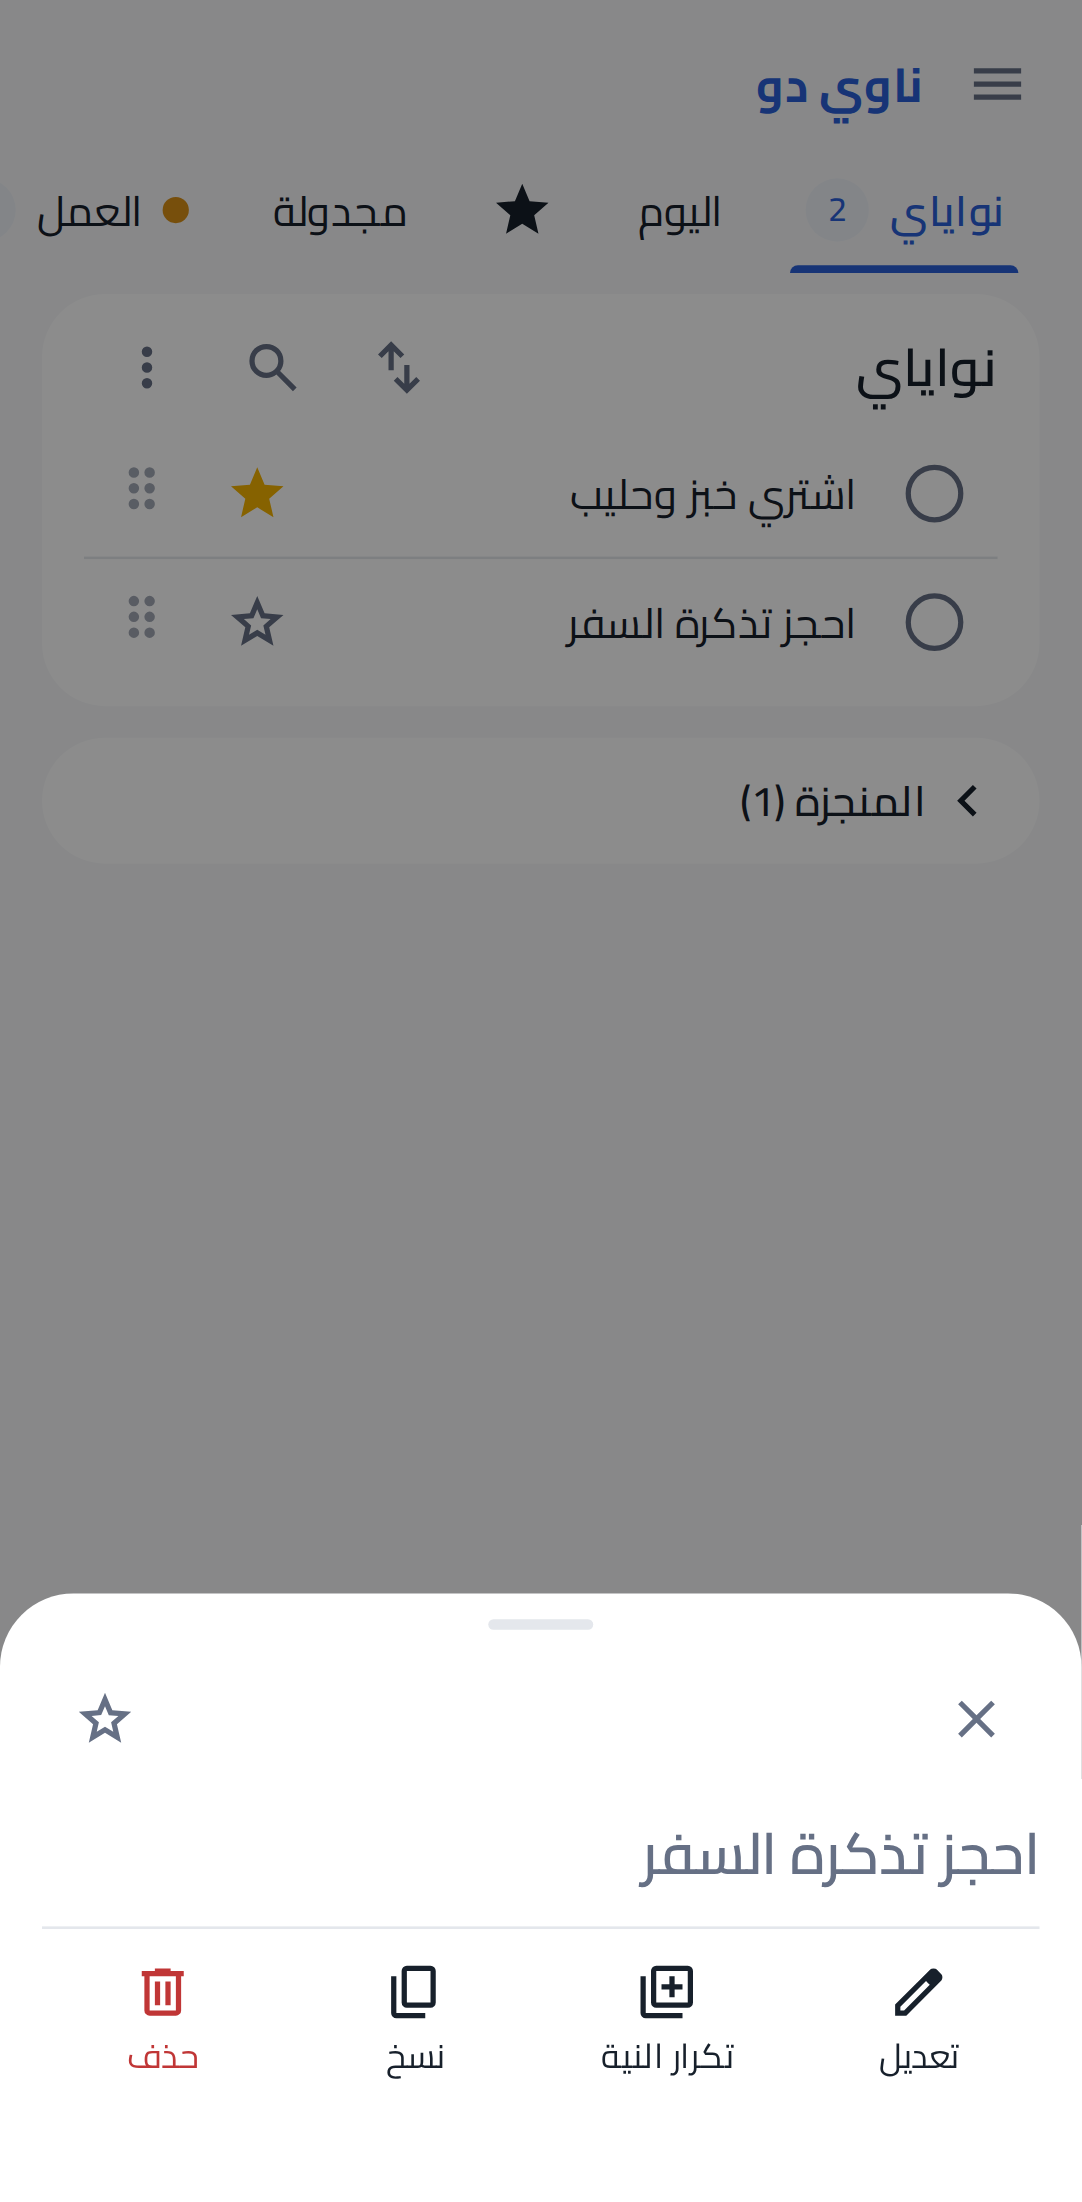 ناوي دو
نواياي 2 اليوم مجدولة العمل
نواياي
اشتري خبز وحليب
احجز تذكرة السفر
المنجزة (1)
احجز تذكرة السفر
تعديل تكرار النية نسخ حذف